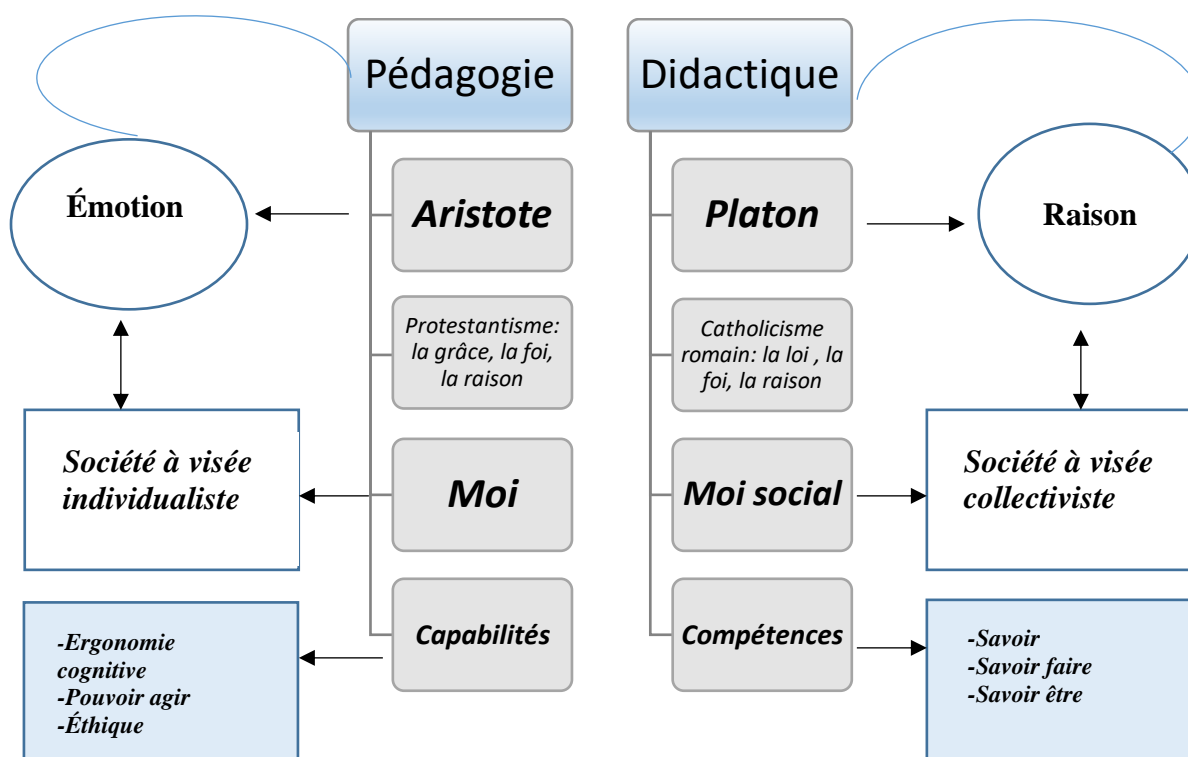 Pédagogie
Didactique
Émotion
Aristote
Platon
Raison
Protestantisme:
la grâce, la foi,
la raison
Catholicisme
romain: la loi , la
foi, la raison
Société à visée
individualiste
Moi
Moi social
Société à visée
collectiviste
-Ergonomie
cognitive
-Pouvoir agir
-Éthique
Capabilités
Compétences
-Savoir
-Savoir faire
-Savoir être